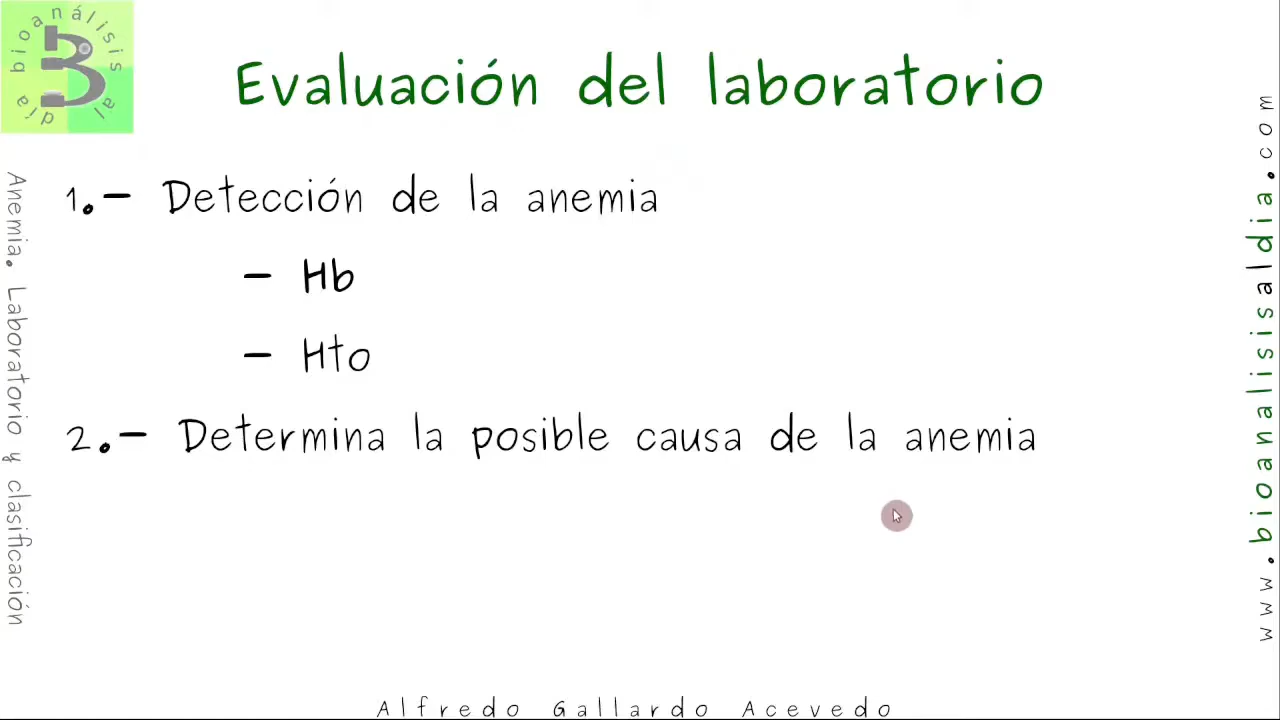 bioanálisis al día
Evaluación del laboratorio
1.- Detección de la anemia
- Hb
- Hto
2.- Determina la posible causa de la anemia
Anemia. Laboratorio y clasificación
www.bioanalisisaldia.com
Alfredo Gallardo Acevedo